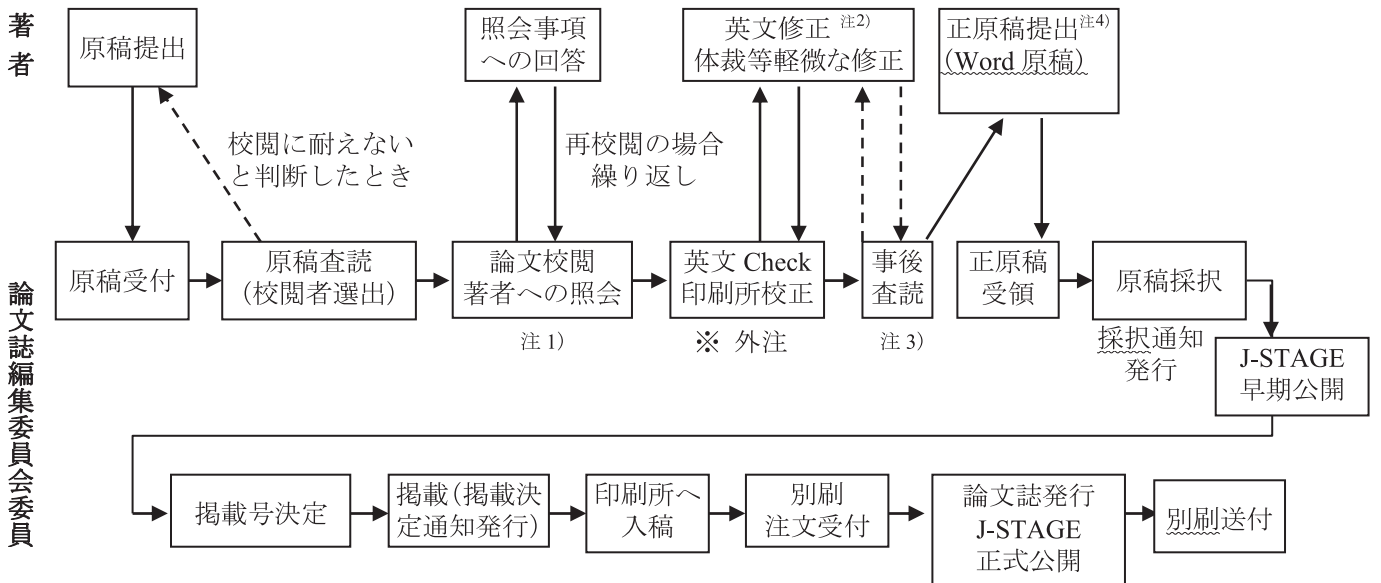 著者
原稿提出
照会事項
への回答
英文修正 注2)
体裁等軽微な修正
正原稿提出注4)
(Word 原稿)
校閲に耐えない
と判断したとき
再校閲の場合
繰り返し
論文誌編集委員会委員
原稿受付
原稿査読
(校閲者選出)
論文校閲
著者への照会
注 1)
英文 Check
印刷所校正
※ 外注
事後
査読
注 3)
正原稿
受領
原稿採択
採択通知
発行
J-STAGE
早期公開
掲載号決定
掲載(掲載決
定通知発行)
印刷所へ
入稿
別刷
注文受付
論文誌発行
J-STAGE
正式公開
別刷送付